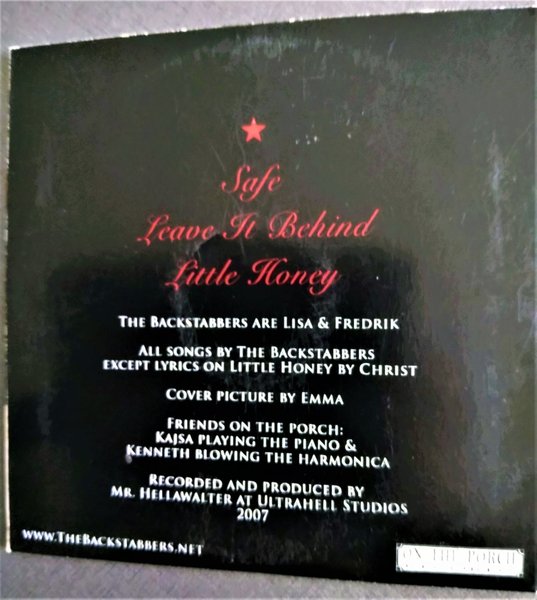 Safe
Leave It Behind
Little Honey
THE BACKSTABBERS ARE LISA & FREDRIK
ALL SONGS BY THE BACKSTABBERS
EXCEPT LYRICS ON LITTLE HONEY BY CHRIST
COVER PICTURE BY EMMA
FRIENDS ON THE PORCH:
KAJSA PLAYING THE PIANO &
KENNETH BLOWING THE HARMONICA
RECORDED AND PRODUCED BY
MR. HELLAWALTER AT ULTRAHELL STUDIOS
2007
WWW.THEBACKSTABBERS.NET
ON THE PORCH